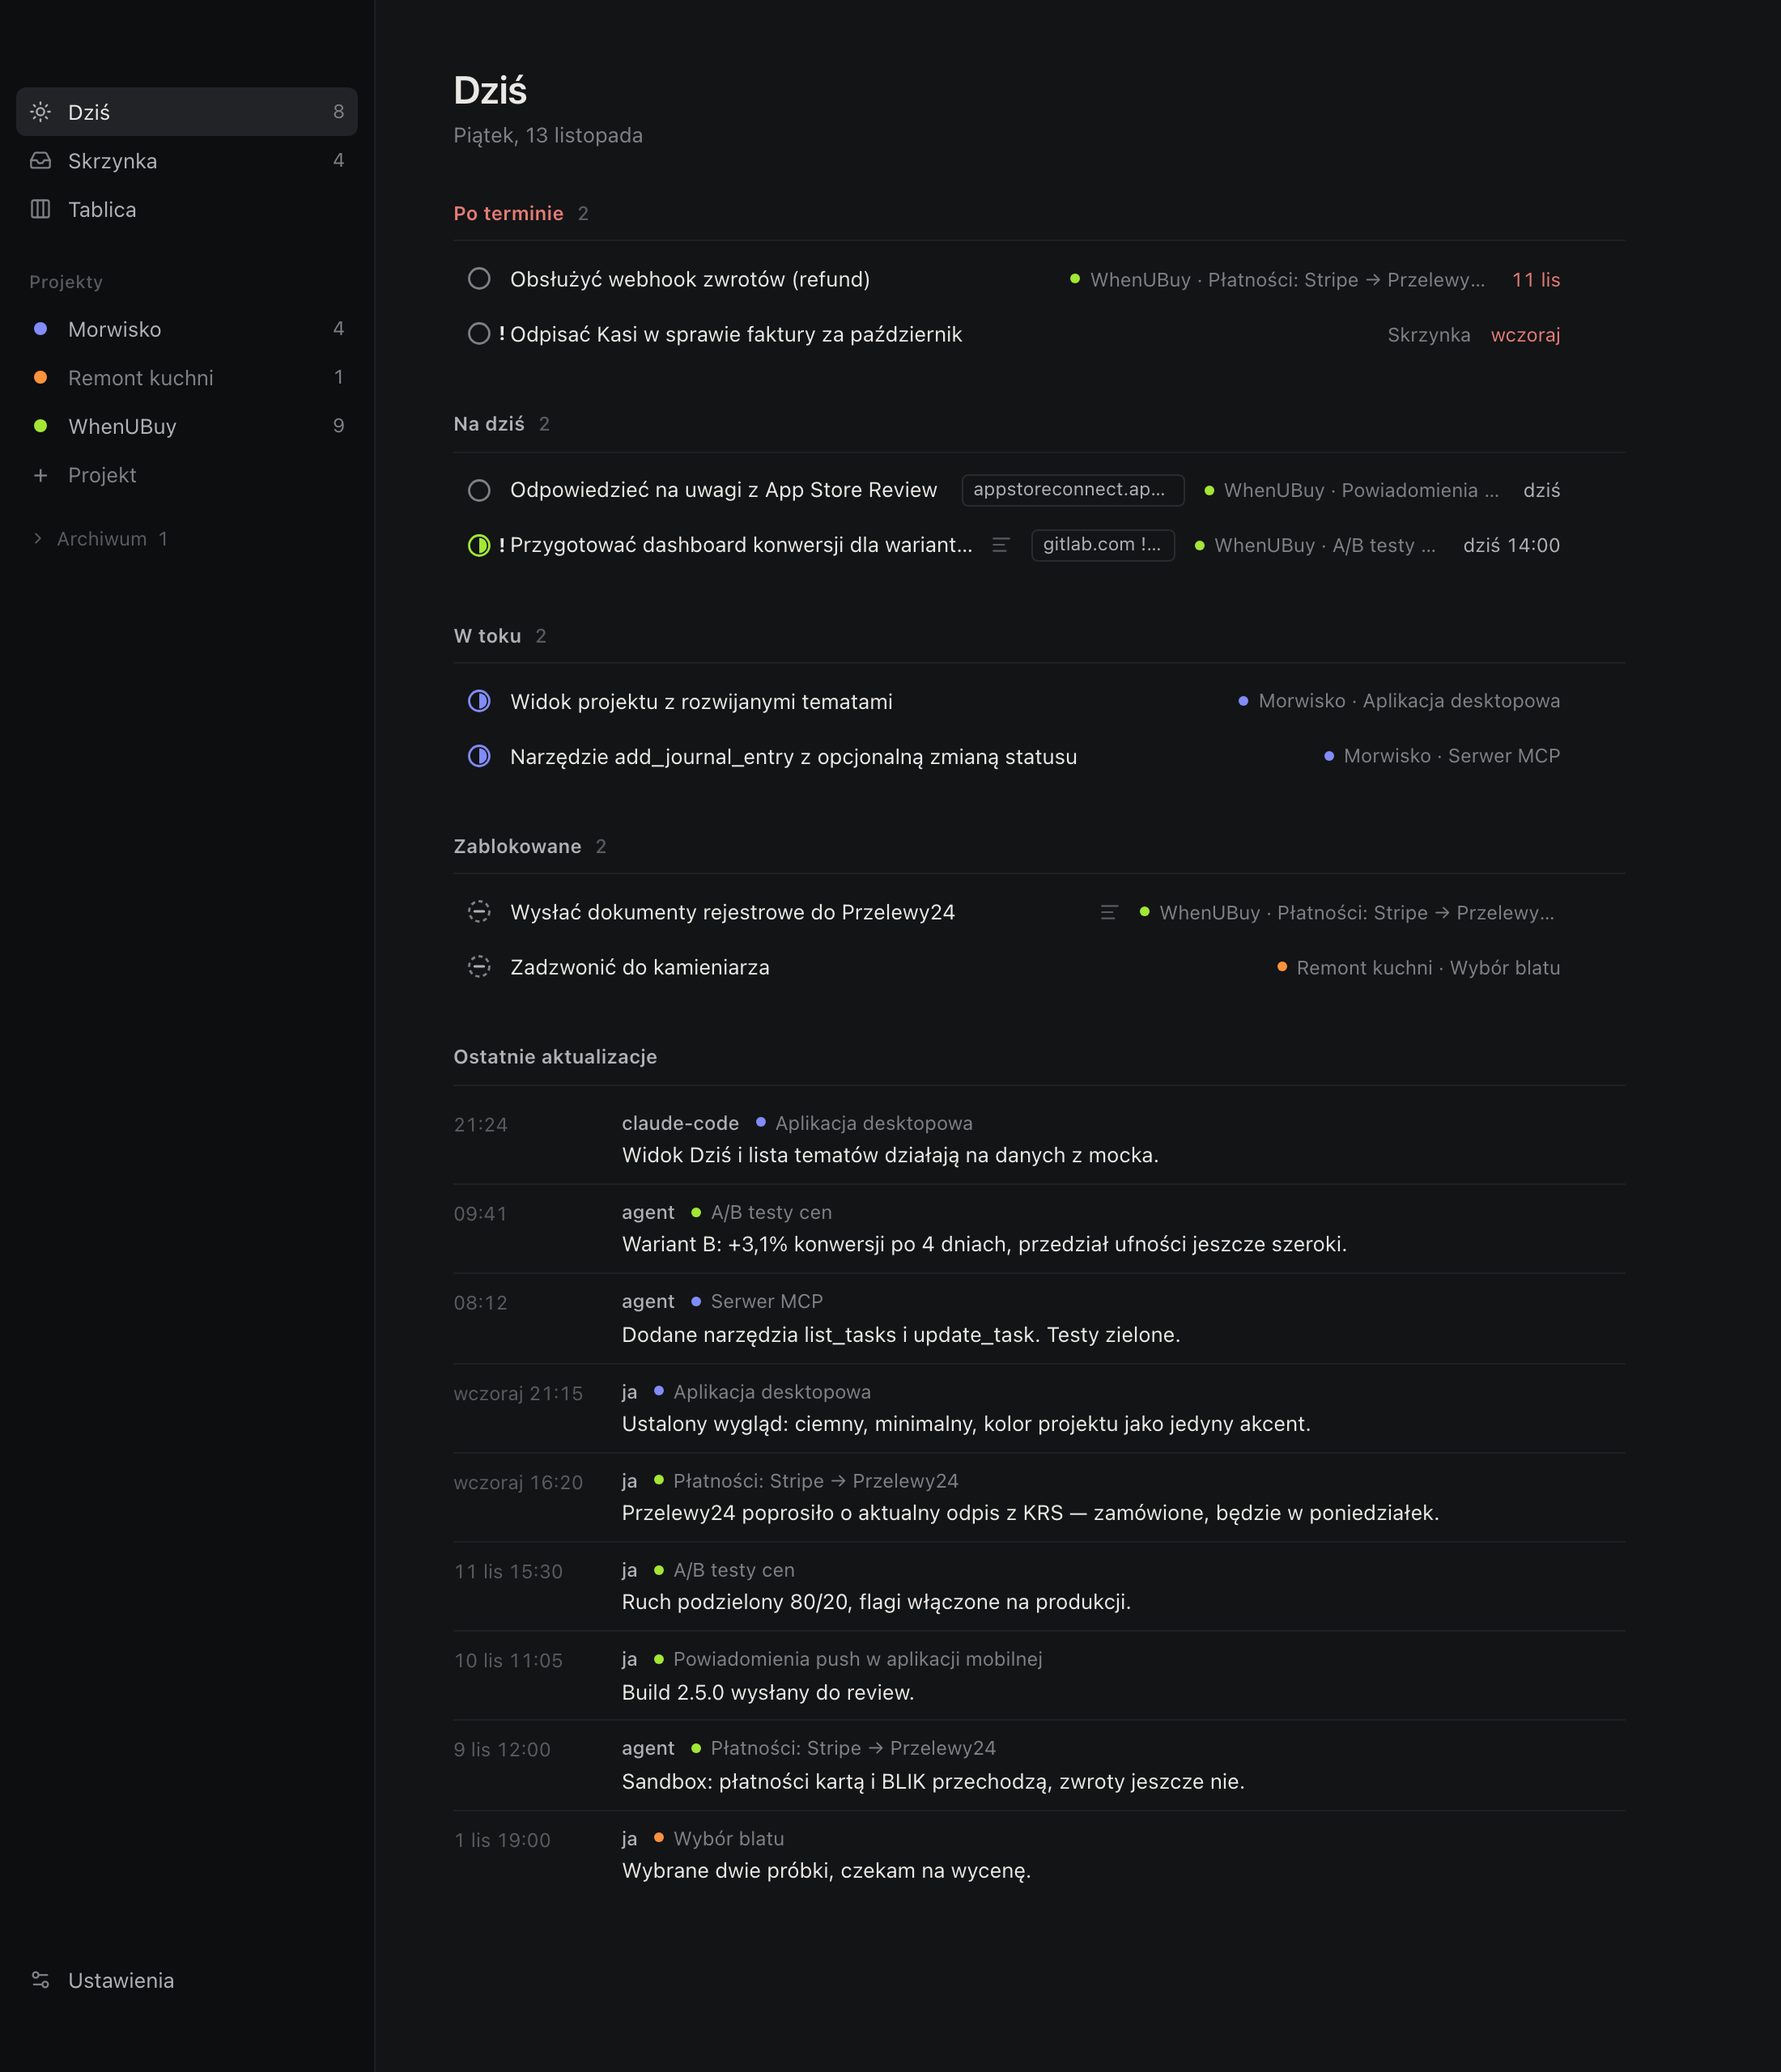 Dziś 8
Skrzynka 4
Tablica
Projekty
Morwisko 4
Remont kuchni 1
WhenUBuy 9
+ Projekt
Archiwum 1
Ustawienia
Dziś
Piątek, 13 listopada
Po terminie 2
Obsłużyć webhook zwrotów (refund) WhenUBuy · Płatności: Stripe → Przelewy... 11 lis
! Odpisać Kasi w sprawie faktury za październik Skrzynka wczoraj
Na dziś 2
Odpowiedzieć na uwagi z App Store Review appstoreconnect.ap... WhenUBuy · Powiadomienia ... dziś
! Przygotować dashboard konwersji dla wariant... gitlab.com !... WhenUBuy · A/B testy ... dziś 14:00
W toku 2
Widok projektu z rozwijanymi tematami Morwisko · Aplikacja desktopowa
Narzędzie add_journal_entry z opcjonalną zmianą statusu Morwisko · Serwer MCP
Zablokowane 2
Wysłać dokumenty rejestrowe do Przelewy24 WhenUBuy · Płatności: Stripe → Przelewy...
Zadzwonić do kamieniarza Remont kuchni · Wybór blatu
Ostatnie aktualizacje
21:24 claude-code Aplikacja desktopowa
Widok Dziś i lista tematów działają na danych z mocka.
09:41 agent A/B testy cen
Wariant B: +3,1% konwersji po 4 dniach, przedział ufności jeszcze szeroki.
08:12 agent Serwer MCP
Dodane narzędzia list_tasks i update_task. Testy zielone.
wczoraj 21:15 ja Aplikacja desktopowa
Ustalony wygląd: ciemny, minimalny, kolor projektu jako jedyny akcent.
wczoraj 16:20 ja Płatności: Stripe → Przelewy24
Przelewy24 poprosiło o aktualny odpis z KRS — zamówione, będzie w poniedziałek.
11 lis 15:30 ja A/B testy cen
Ruch podzielony 80/20, flagi włączone na produkcji.
10 lis 11:05 ja Powiadomienia push w aplikacji mobilnej
Build 2.5.0 wysłany do review.
9 lis 12:00 agent Płatności: Stripe → Przelewy24
Sandbox: płatności kartą i BLIK przechodzą, zwroty jeszcze nie.
1 lis 19:00 ja Wybór blatu
Wybrane dwie próbki, czekam na wycenę.